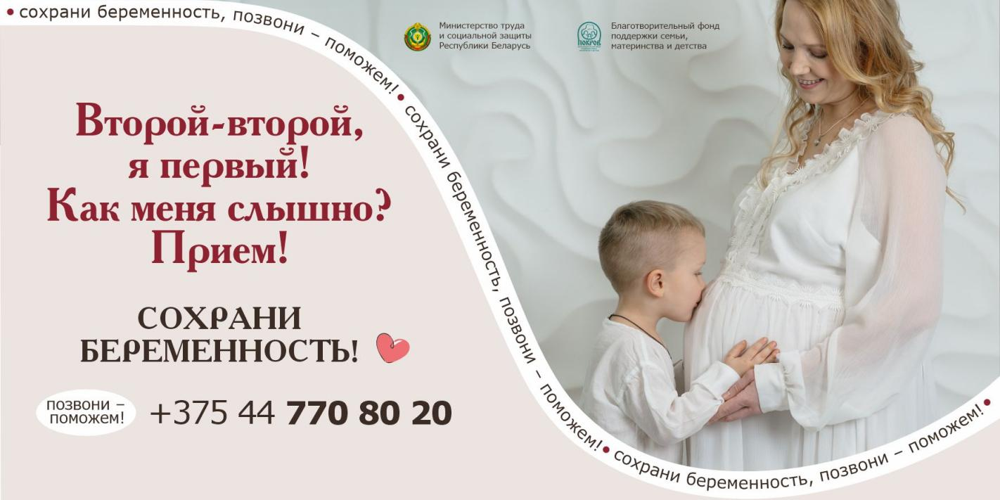 • сохрани беременность, позвони – поможем! • сохрани беременность, позвони – поможем! • сохрани беременность, позвони – поможем! •
Министерство труда
и социальной защиты
Республики Беларусь
ПОКРОВ
Благотворительный фонд
поддержки семьи,
материнства и детства
Второй-второй,
я первый!
Как меня слышно?
Прием!
СОХРАНИ
БЕРЕМЕННОСТЬ!
позвони –
поможем!
+375 44 770 80 20